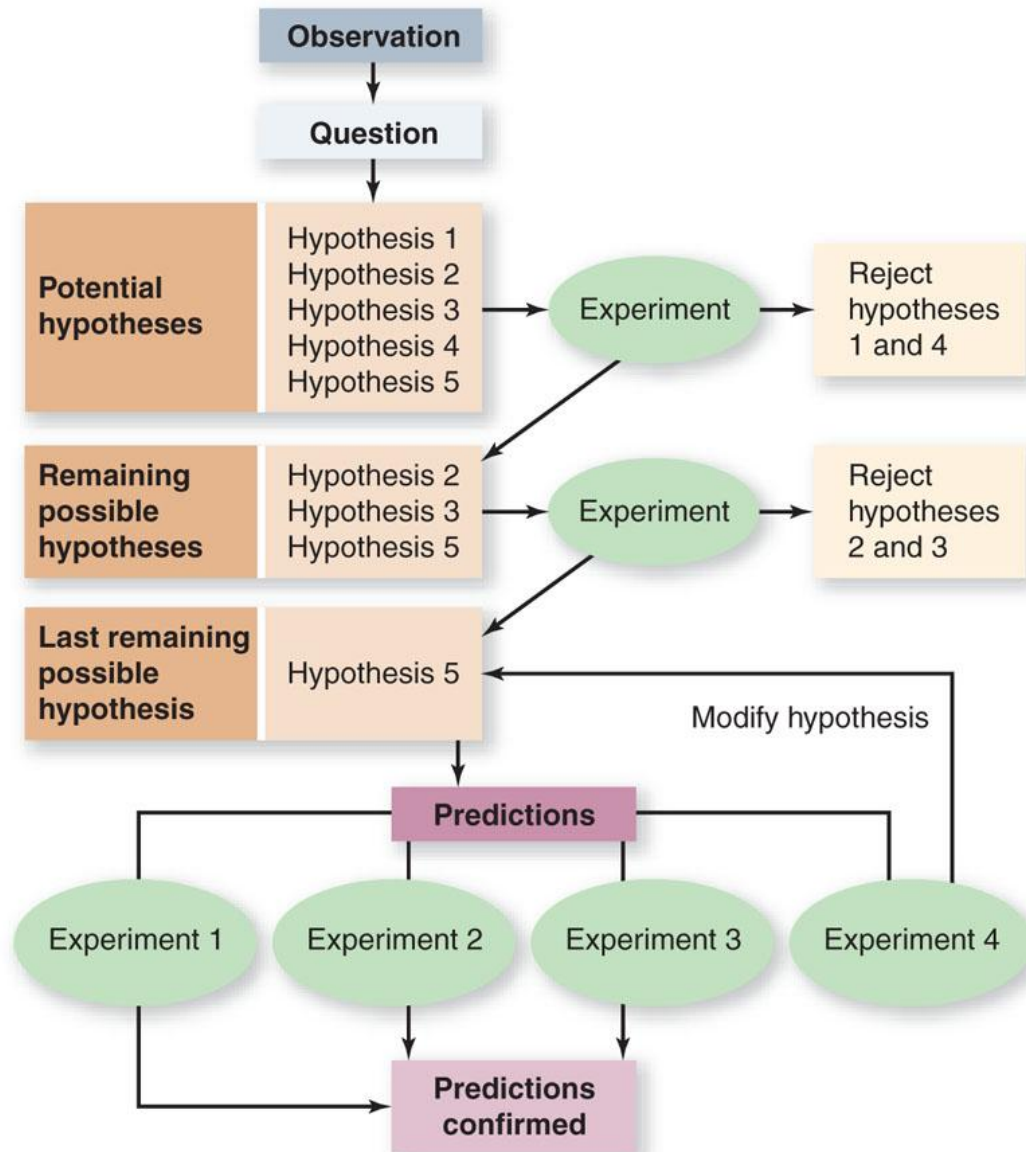 Observation
Question
Potential
hypotheses
Hypothesis 1
Hypothesis 2
Hypothesis 3
Hypothesis 4
Hypothesis 5
Experiment
Reject
hypotheses
1 and 4
Remaining
possible
hypotheses
Hypothesis 2
Hypothesis 3
Hypothesis 5
Experiment
Reject
hypotheses
2 and 3
Last remaining
possible
hypothesis
Hypothesis 5
Modify hypothesis
Predictions
Experiment 1
Experiment 2
Experiment 3
Experiment 4
Predictions
confirmed